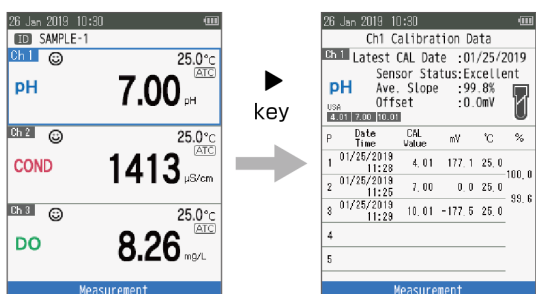 26 Jan 2019 10:30
ID SAMPLE-1
Ch 1 25.0°C
ATC
pH 7.00 pH
Ch 2 25.0°C
ATC
COND 1413 µS/cm
Ch 3 25.0°C
ATC
DO 8.26 mg/L
Measurement
▶
key
26 Jan 2019 10:30
Ch1 Calibration Data
Ch 1 Latest CAL Date :01/25/2019
Sensor Status:Excellent
pH Ave. Slope :99.8%
USA Offset :0.0mV
4.01 7.00 10.01
P Date Time CAL Value mV °C %
1 01/25/2019 11:28 4.01 177.1 25.0
100.0
2 01/25/2019 11:25 7.00 0.0 25.0
99.6
3 01/25/2019 11:29 10.01 -177.5 25.0
4
5
Measurement